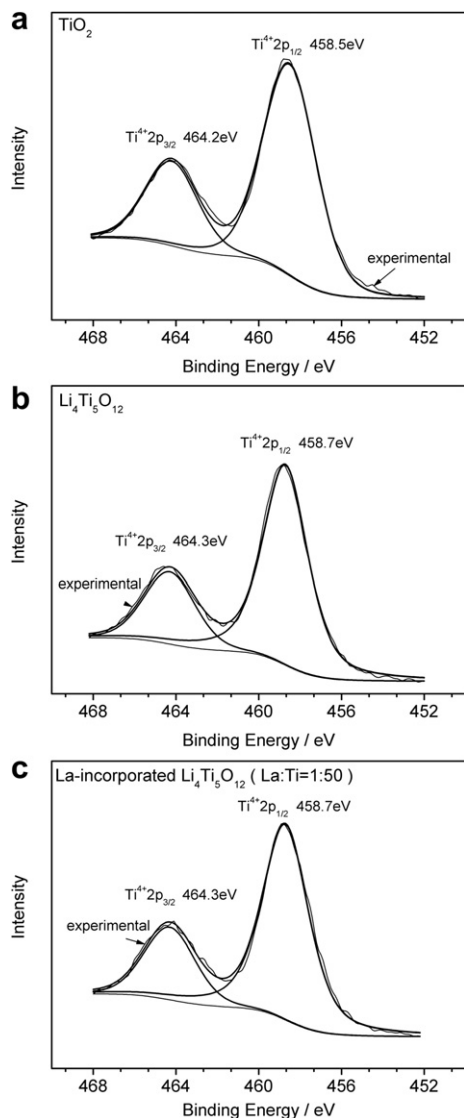 a
TiO2
Ti4+2p1/2 458.5eV
Ti4+2p3/2 464.2eV
experimental
Intensity
468 464 460 456 452
Binding Energy / eV
b
Li4Ti5O12
Ti4+2p1/2 458.7eV
Ti4+2p3/2 464.3eV
experimental
Intensity
468 464 460 456 452
Binding Energy / eV
c
La-incorporated Li4Ti5O12 ( La:Ti=1:50 )
Ti4+2p1/2 458.7eV
Ti4+2p3/2 464.3eV
experimental
Intensity
468 464 460 456 452
Binding Energy / eV